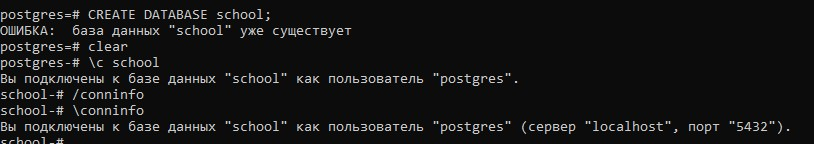 postgres=# CREATE DATABASE school;
ОШИБКА:  база данных "school" уже существует
postgres=# clear
postgres-# \c school
Вы подключены к базе данных "school" как пользователь "postgres".
school-# /conninfo
school-# \conninfo
Вы подключены к базе данных "school" как пользователь "postgres" (сервер "localhost", порт "5432").
school-#